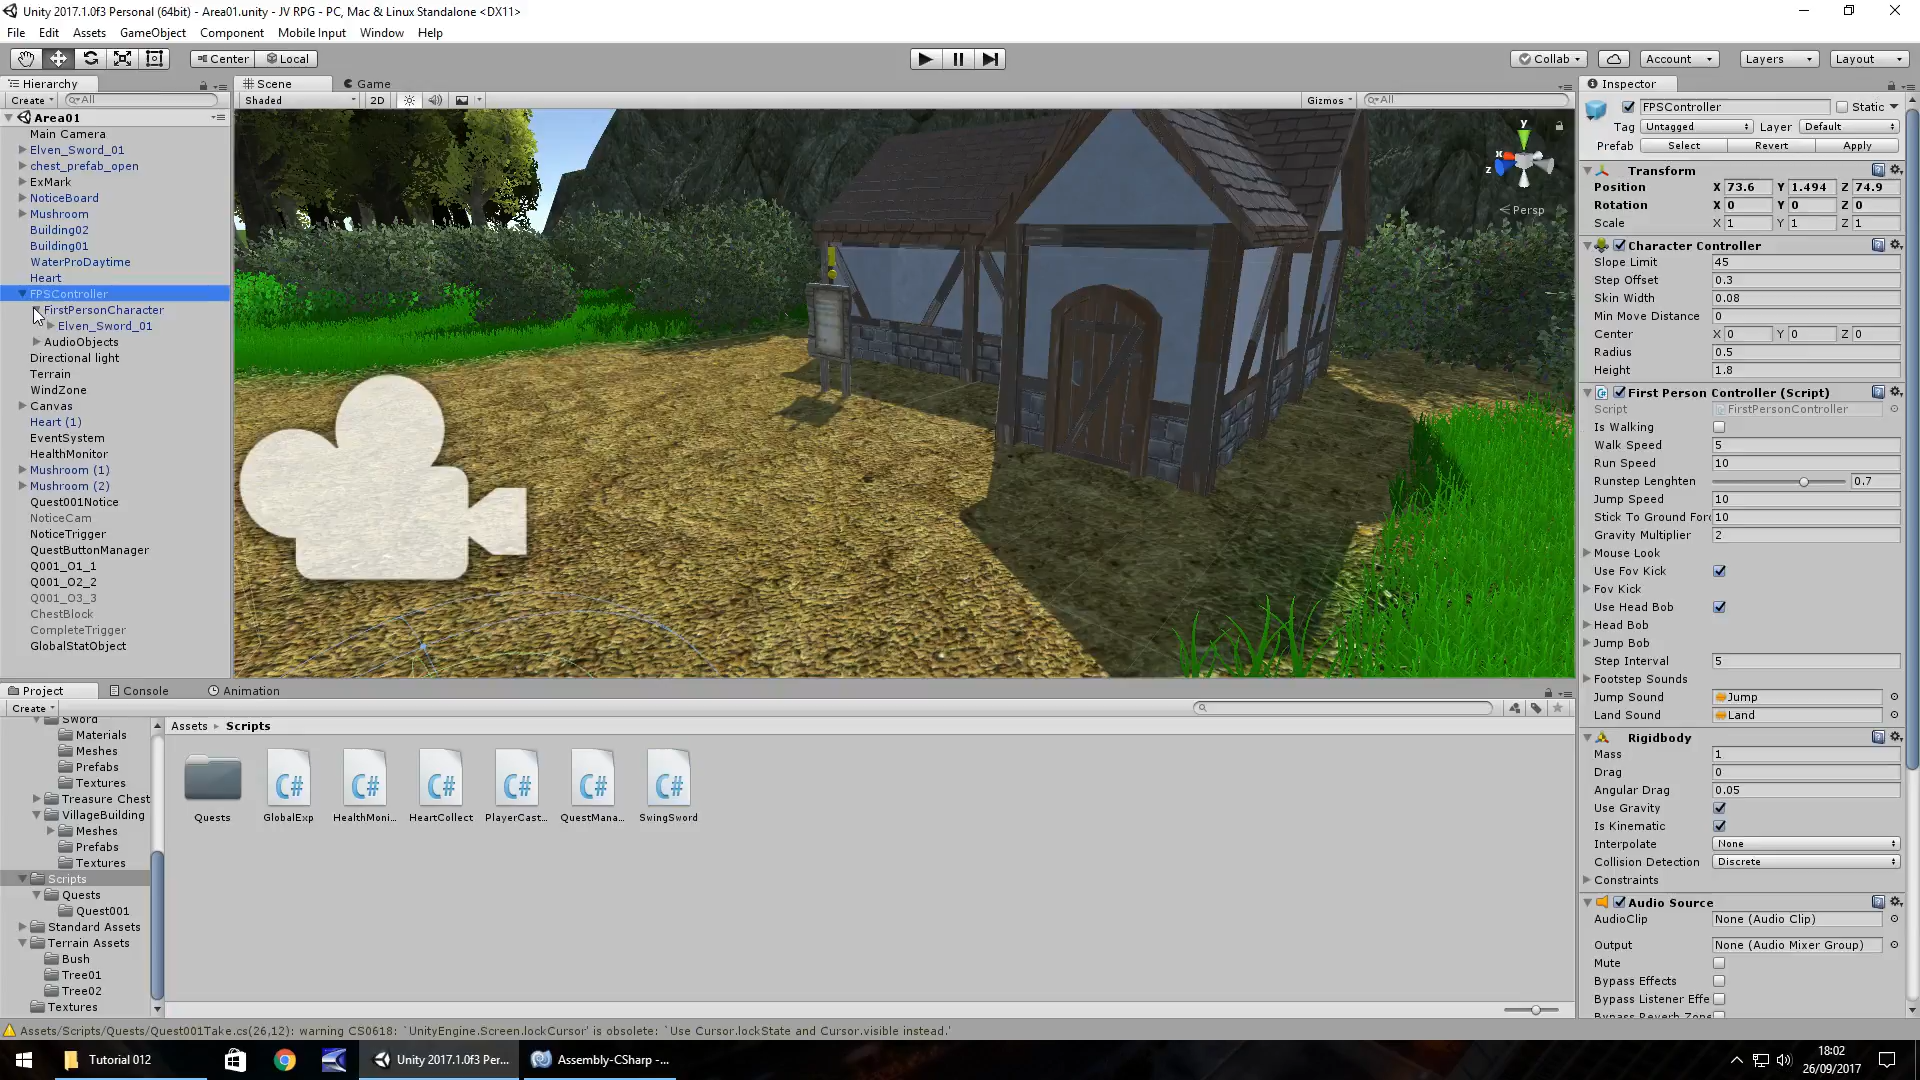 Unity 2017.1.0f3 Personal (64bit) - Area01.unity - JV RPG - PC, Mac & Linux Standalone <DX11>
File Edit Assets GameObject Component Mobile Input Window Help
Center Local Collab Account Layers Layout
Hierarchy
Create All
Area01
Main Camera
Elven_Sword_01
chest_prefab_open
ExMark
NoticeBoard
Mushroom
Building02
Building01
WaterProDaytime
Heart
FPSController
FirstPersonCharacter
Elven_Sword_01
AudioObjects
Directional light
Terrain
WindZone
Canvas
Heart (1)
EventSystem
HealthMonitor
Mushroom (1)
Mushroom (2)
Quest001Notice
NoticeCam
NoticeTrigger
QuestButtonManager
Q001_O1_1
Q001_O2_2
Q001_O3_3
ChestBlock
CompleteTrigger
GlobalStatObject
Scene Game
Shaded 2D Gizmos All
y
x
z
Persp
Inspector
FPSController Static
Tag Untagged Layer Default
Prefab Select Revert Apply
Transform
Position X 73.6 Y 1.494 Z 74.9
Rotation X 0 Y 0 Z 0
Scale X 1 Y 1 Z 1
Character Controller
Slope Limit 45
Step Offset 0.3
Skin Width 0.08
Min Move Distance 0
Center X 0 Y 0 Z 0
Radius 0.5
Height 1.8
First Person Controller (Script)
Script FirstPersonController
Is Walking
Walk Speed 5
Run Speed 10
Runstep Lenghten 0.7
Jump Speed 10
Stick To Ground Forc 10
Gravity Multiplier 2
Mouse Look
Use Fov Kick
Fov Kick
Use Head Bob
Head Bob
Jump Bob
Step Interval 5
Footstep Sounds
Jump Sound Jump
Land Sound Land
Rigidbody
Mass 1
Drag 0
Angular Drag 0.05
Use Gravity
Is Kinematic
Interpolate None
Collision Detection Discrete
Constraints
Audio Source
AudioClip None (Audio Clip)
Output None (Audio Mixer Group)
Mute
Bypass Effects
Bypass Listener Effe
Bypass Reverb Zone
Project Console Animation
Create
Sword
Materials
Meshes
Prefabs
Textures
Treasure Chest
VillageBuilding
Meshes
Prefabs
Textures
Scripts
Quests
Quest001
Standard Assets
Terrain Assets
Bush
Tree01
Tree02
Textures
Assets Scripts
C# C# C# C# C# C#
Quests GlobalExp HealthMoni... HeartCollect PlayerCast... QuestMana... SwingSword
Assets/Scripts/Quests/Quest001Take.cs(26,12): warning CS0618: `UnityEngine.Screen.lockCursor' is obsolete: `Use Cursor.lockState and Cursor.visible instead.'
Tutorial 012 Unity 2017.1.0f3 Per... Assembly-CSharp -...
18:02
26/09/2017